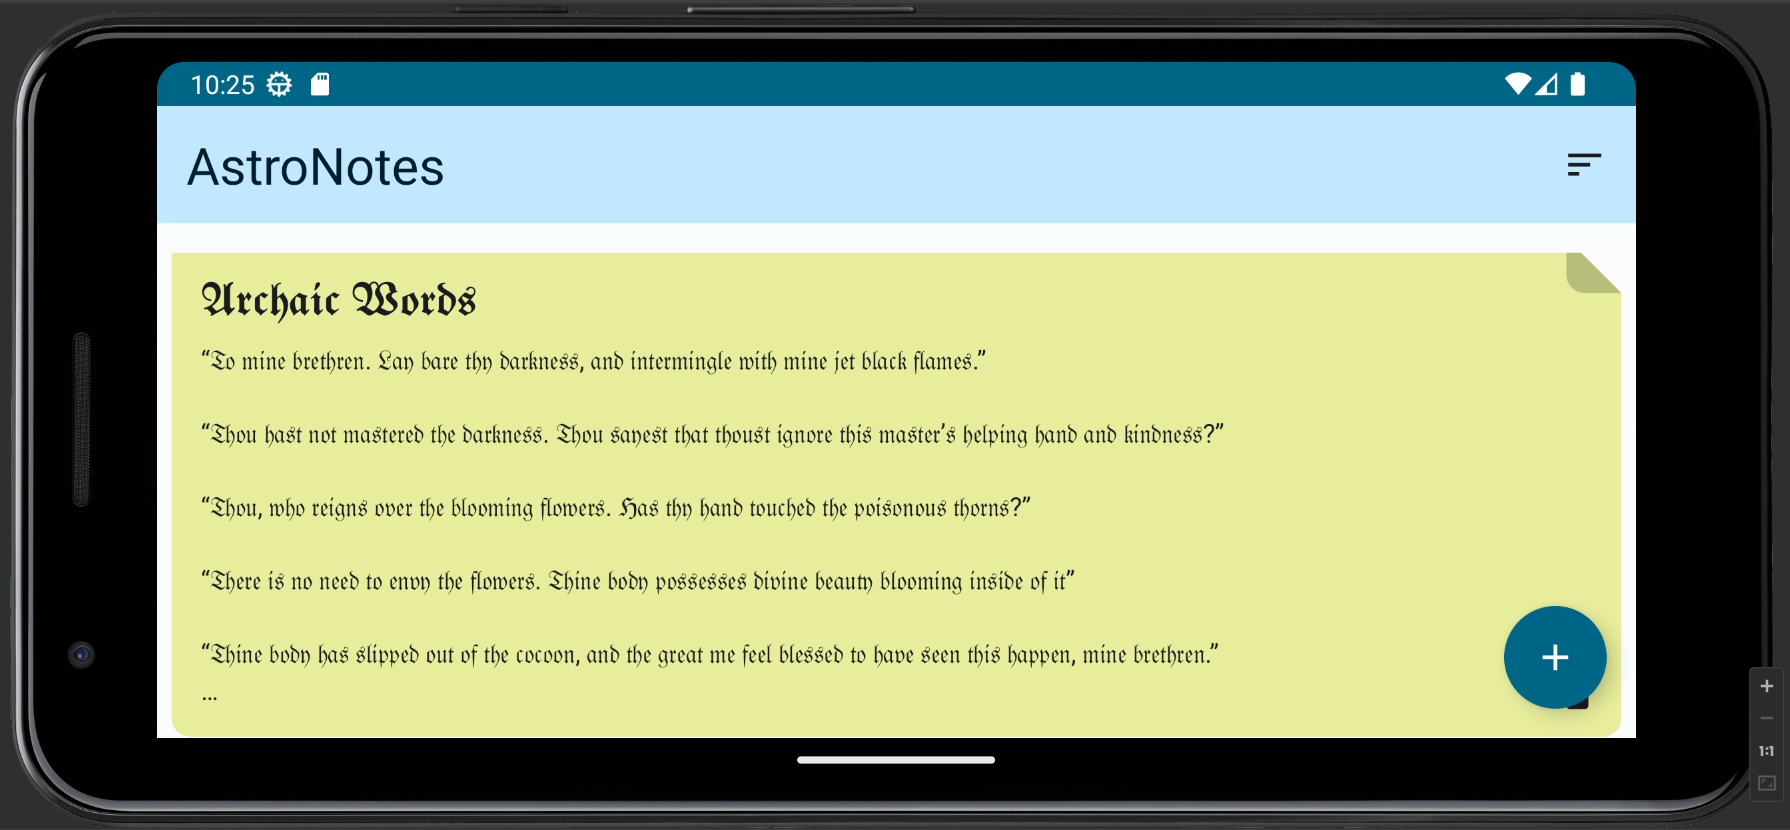 10:25
AstroNotes
Archaic Words
“To mine brethren. Lay bare thy darkness, and intermingle with mine jet black flames.”
“Thou hast not mastered the darkness. Thou sayest that thoust ignore this master’s helping hand and kindness?”
“Thou, who reigns over the blooming flowers. Has thy hand touched the poisonous thorns?”
“There is no need to envy the flowers. Thine body possesses divine beauty blooming inside of it”
“Thine body has slipped out of the cocoon, and the great me feel blessed to have seen this happen, mine brethren.”
...
1:1